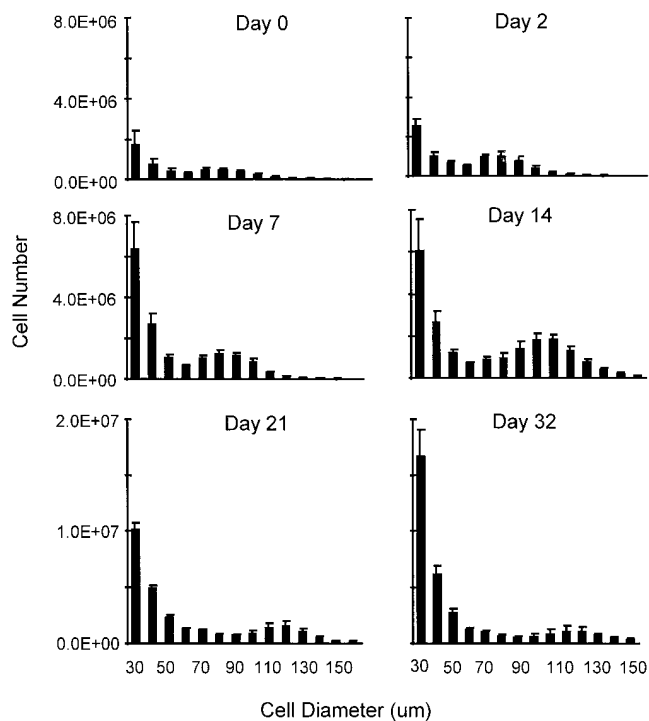 8.0E+06
Day 0
Day 2
4.0E+06
0.0E+00
8.0E+06
Day 7
Day 14
4.0E+06
0.0E+00
Cell Number
2.0E+07
Day 21
Day 32
1.0E+07
0.0E+00
30 50 70 90 110 130 150
30 50 70 90 110 130 150
Cell Diameter (um)